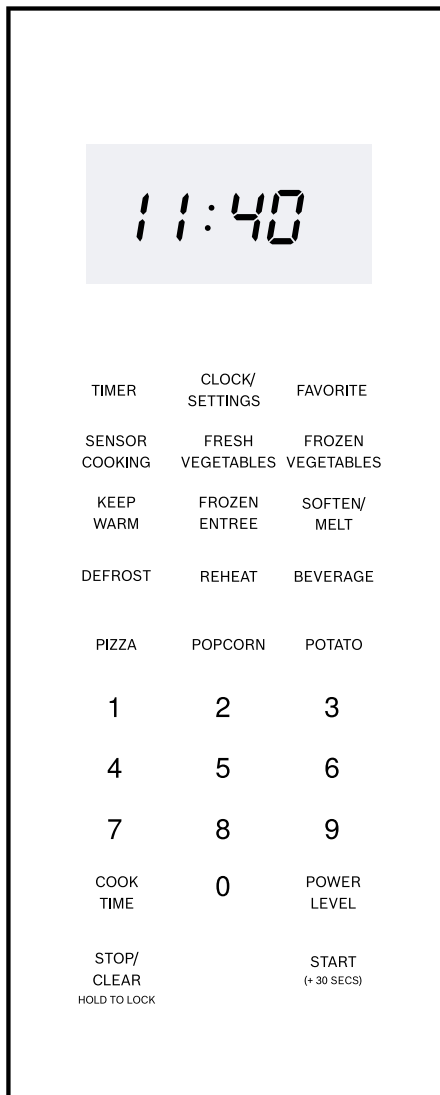 11:40
TIMER
CLOCK/
SETTINGS
FAVORITE
SENSOR
COOKING
FRESH
VEGETABLES
FROZEN
VEGETABLES
KEEP
WARM
FROZEN
ENTREE
SOFTEN/
MELT
DEFROST
REHEAT
BEVERAGE
PIZZA
POPCORN
POTATO
1 2 3
4 5 6
7 8 9
COOK
TIME
0
POWER
LEVEL
STOP/
CLEAR
HOLD TO LOCK
START
(+ 30 SECS)